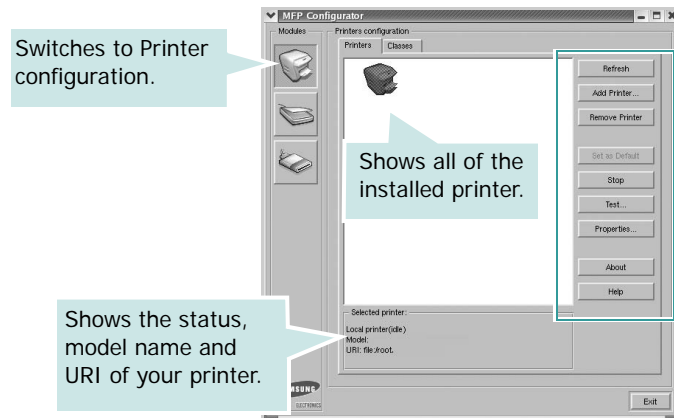 MFP Configurator
Modules
Printers configuration
Printers
Classes
Switches to Printer
configuration.
Refresh
Add Printer...
Remove Printer
Set as Default
Stop
Test...
Properties...
About
Help
Shows all of the
installed printer.
Selected printer:
Local printer(idle)
Model:
URI: file:/root.
Shows the status,
model name and
URI of your printer.
ELECTRONICS
Exit